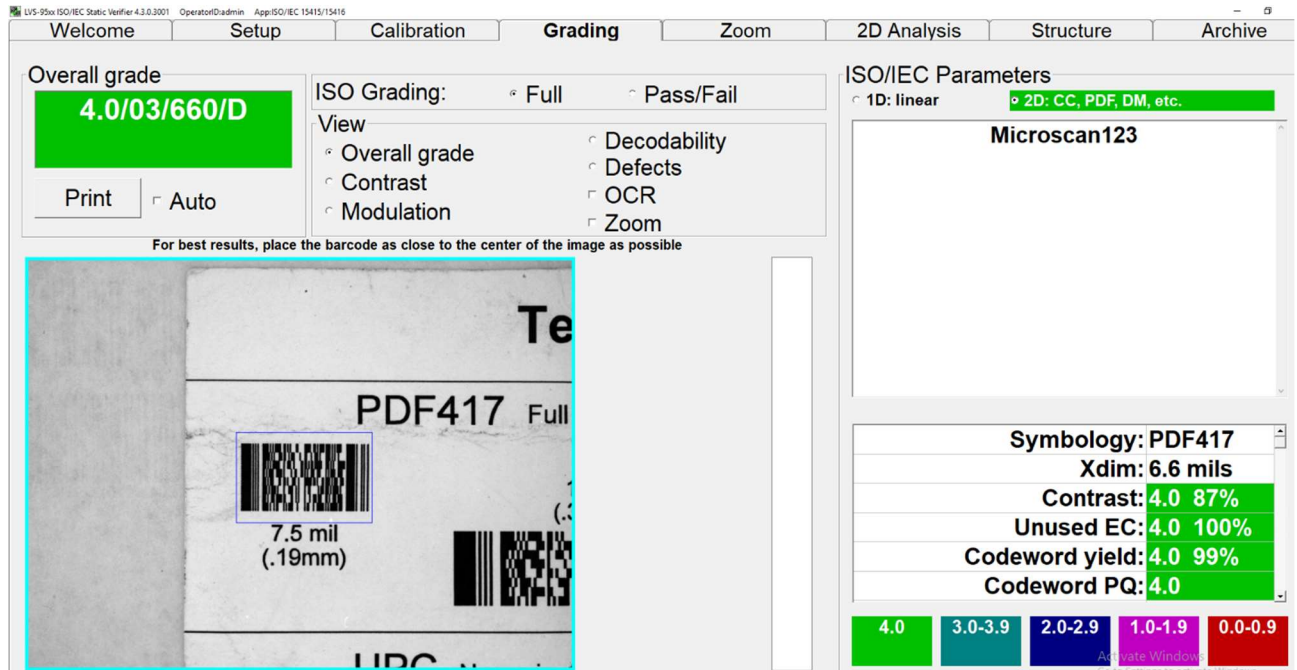 LVS-95xx ISO/IEC Static Verifier 4.3.0.3001 OperatorID:admin App:ISO/IEC 15415/15416
Welcome Setup Calibration Grading Zoom 2D Analysis Structure Archive
Overall grade
4.0/03/660/D
Print
Auto
ISO Grading: Full Pass/Fail
View
Overall grade
Contrast
Modulation
Decodability
Defects
OCR
Zoom
For best results, place the barcode as close to the center of the image as possible
Te
PDF417 Full
7.5 mil
(.19mm)
ISO/IEC Parameters
1D: linear 2D: CC, PDF, DM, etc.
Microscan123
Symbology: PDF417
Xdim: 6.6 mils
Contrast: 4.0 87%
Unused EC: 4.0 100%
Codeword yield: 4.0 99%
Codeword PQ: 4.0
4.0 3.0-3.9 2.0-2.9 1.0-1.9 0.0-0.9
Activate Windows